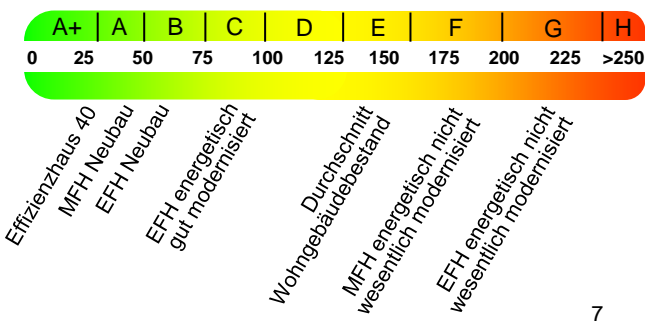 A+ A B C D E F G H
0 25 50 75 100 125 150 175 200 225 >250
Effizienzhaus 40
MFH Neubau
EFH Neubau
EFH energetisch
gut modernisiert
Durchschnitt
Wohngebäudebestand
MFH energetisch nicht
wesentlich modernisiert
EFH energetisch nicht
wesentlich modernisiert
7